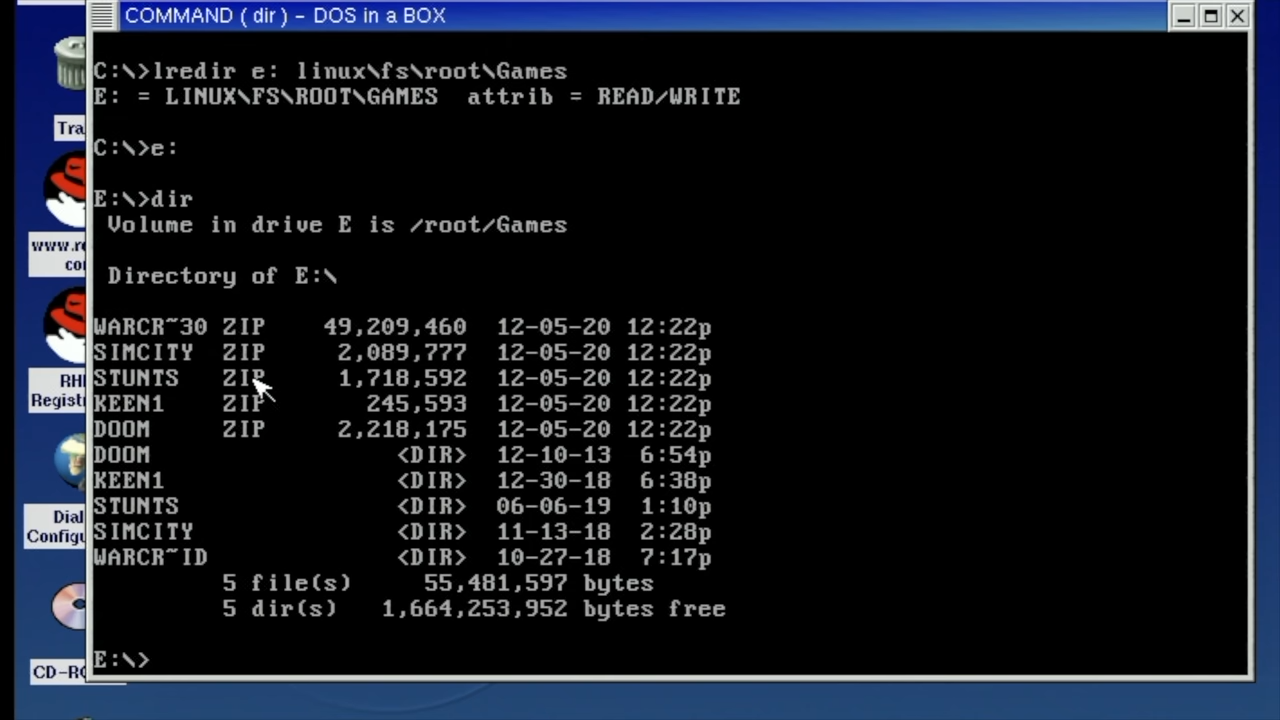 COMMAND ( dir ) - DOS in a BOX
C:\>lredir e: linux\fs\root\Games
E: = LINUX\FS\ROOT\GAMES  attrib = READ/WRITE
C:\>e:
E:\>dir
Volume in drive E is /root/Games
Directory of E:\
WARCR~30 ZIP 49,209,460 12-05-20 12:22p
SIMCITY ZIP 2,089,777 12-05-20 12:22p
STUNTS ZIP 1,718,592 12-05-20 12:22p
KEEN1 ZIP 245,593 12-05-20 12:22p
DOOM ZIP 2,218,175 12-05-20 12:22p
DOOM <DIR> 12-10-13 6:54p
KEEN1 <DIR> 12-30-18 6:38p
STUNTS <DIR> 06-06-19 1:10p
SIMCITY <DIR> 11-13-18 2:28p
WARCR~ID <DIR> 10-27-18 7:17p
5 file(s) 55,481,597 bytes
5 dir(s) 1,664,253,952 bytes free
E:\>
Tra
www.re
co
RH
Regist
Dial
Config
CD-R